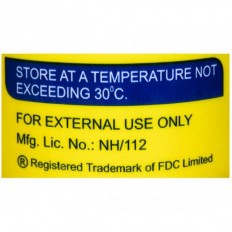 STORE AT A TEMPERATURE NOT
EXCEEDING 30°C.
FOR EXTERNAL USE ONLY
Mfg. Lic. No.: NH/112
® Registered Trademark of FDC Limited